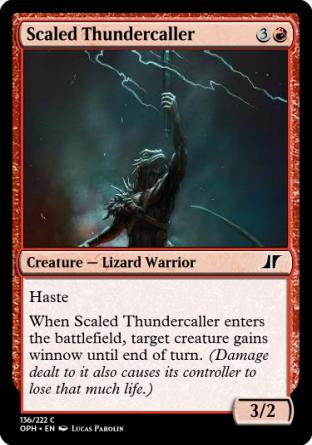 Scaled Thundercaller 3
Creature — Lizard Warrior
Haste
When Scaled Thundercaller enters
the battlefield, target creature gains
winnow until end of turn. (Damage
dealt to it also causes its controller to
lose that much life.)
136/222 C
OPH • EN Lucas Parolin
3/2